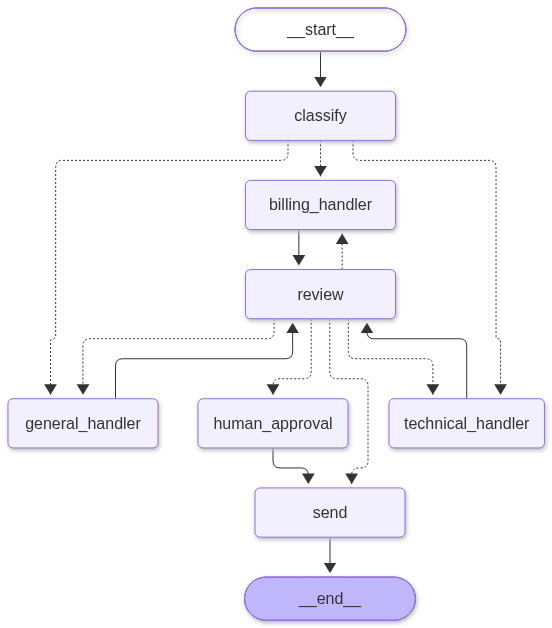 __start__
classify
billing_handler
review
general_handler
human_approval
technical_handler
send
__end__